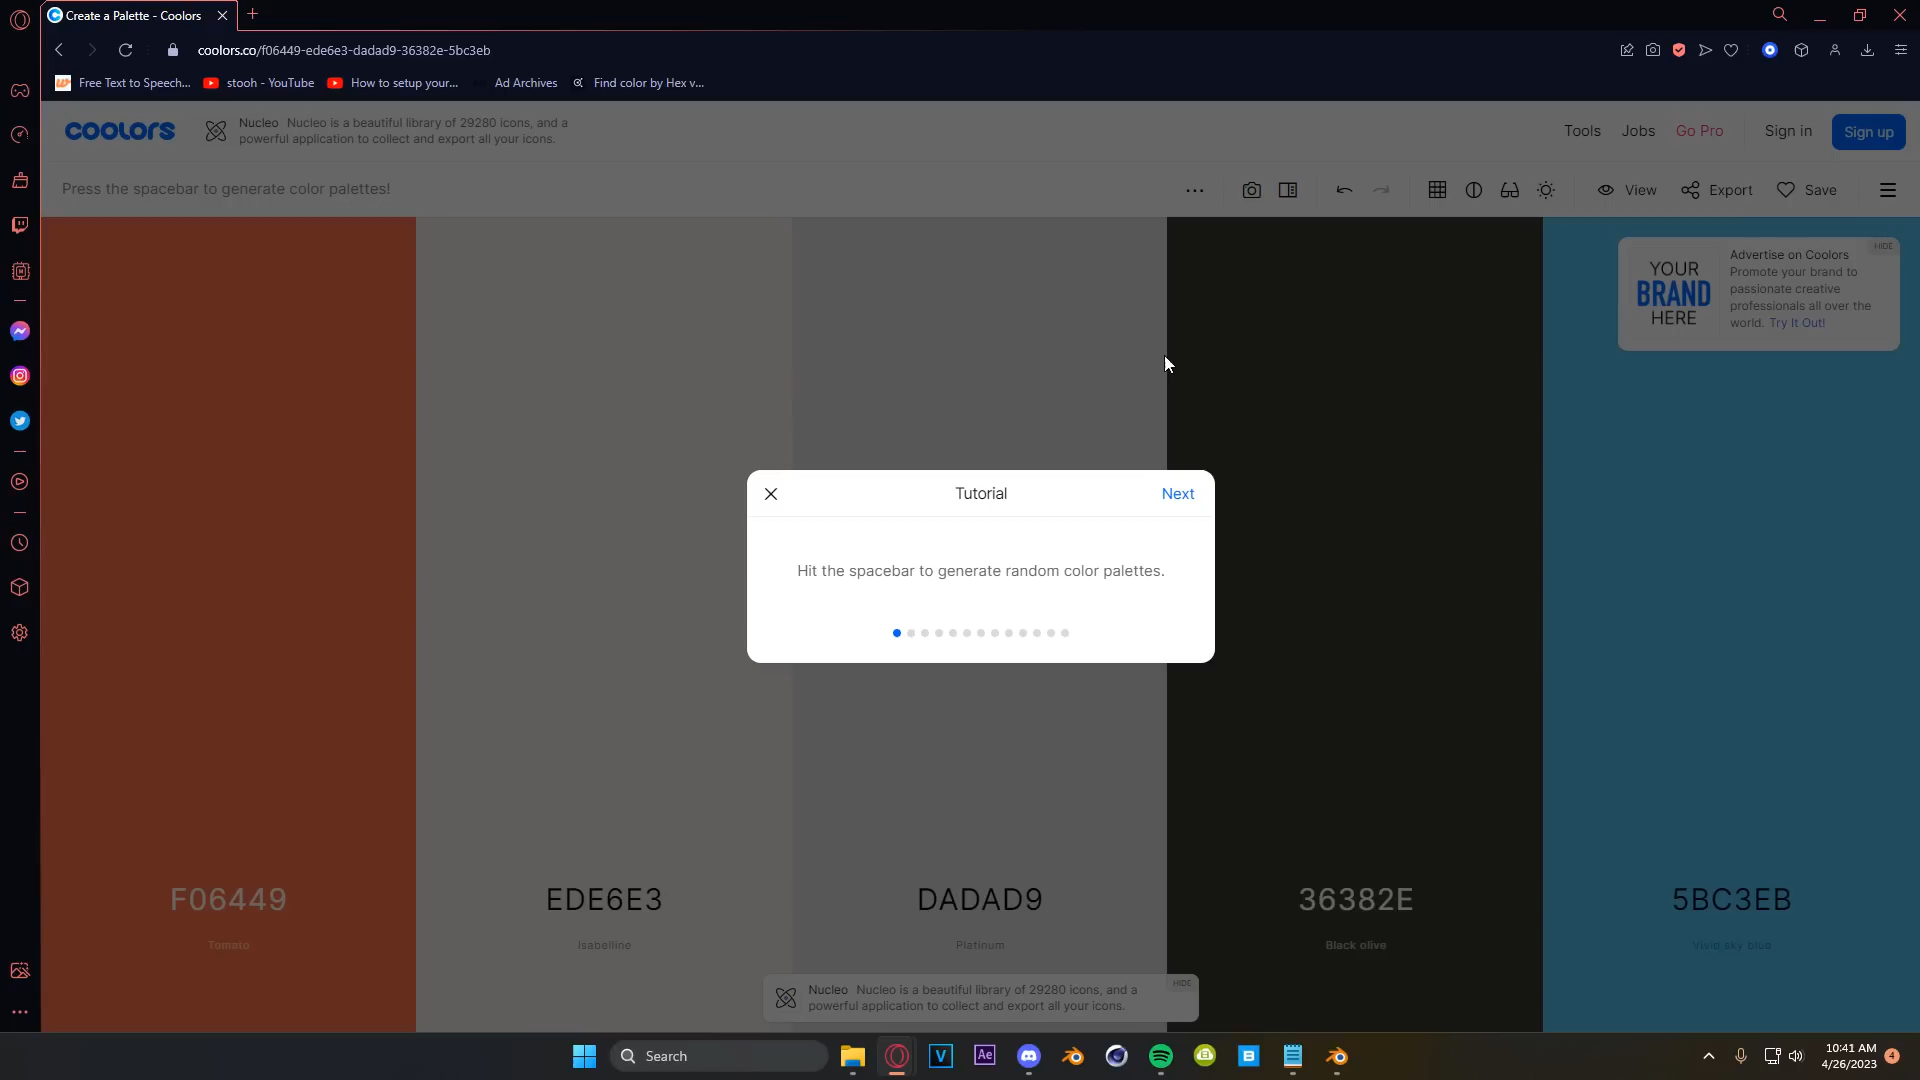 Create a Palette - Coolors
coolors.co/f06449-ede6e3-dadad9-36382e-5bc3eb
Free Text to Speech... stooh - YouTube How to setup your... Ad Archives Find color by Hex v...
coolors
Nucleo Nucleo is a beautiful library of 29280 icons, and a
powerful application to collect and export all your icons.
Tools Jobs Go Pro Sign in Sign up
Press the spacebar to generate color palettes!
View Export Save
HIDE
YOUR
BRAND
HERE
Advertise on Coolors
Promote your brand to
passionate creative
professionals all over the
world. Try It Out!
Tutorial
Next
Hit the spacebar to generate random color palettes.
F06449 EDE6E3 DADAD9 36382E 5BC3EB
Tomato Isabelline Platinum Black olive Vivid sky blue
Nucleo Nucleo is a beautiful library of 29280 icons, and a
powerful application to collect and export all your icons.
HIDE
Search
V
Ae
B
10:41 AM
4/26/2023
4